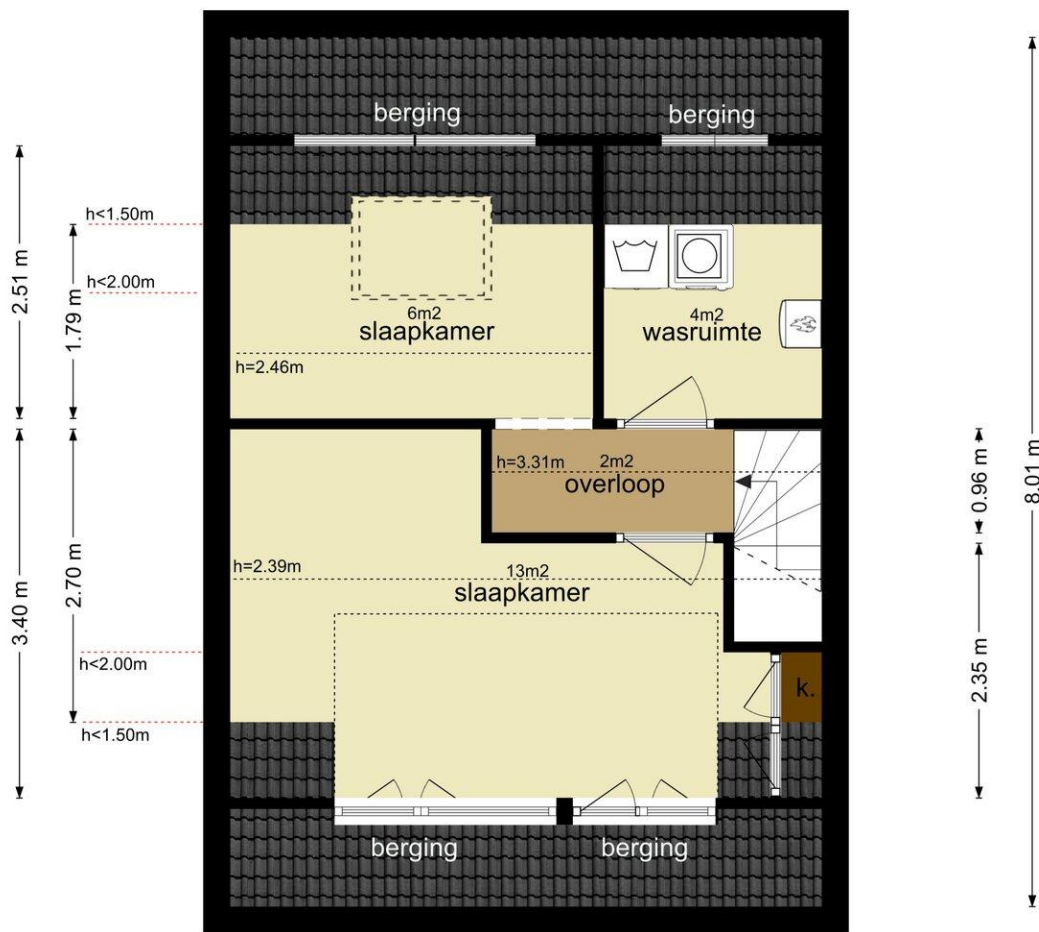 berging
berging
h<1.50m
h<2.00m
2.51 m
1.79 m
6m2
slaapkamer
h=2.46m
4m2
wasruimte
8.01 m
h=3.31m
2m2
overloop
0.96 m
h=2.39m
13m2
slaapkamer
3.40 m
2.70 m
2.35 m
h<2.00m
k.
h<1.50m
berging
berging